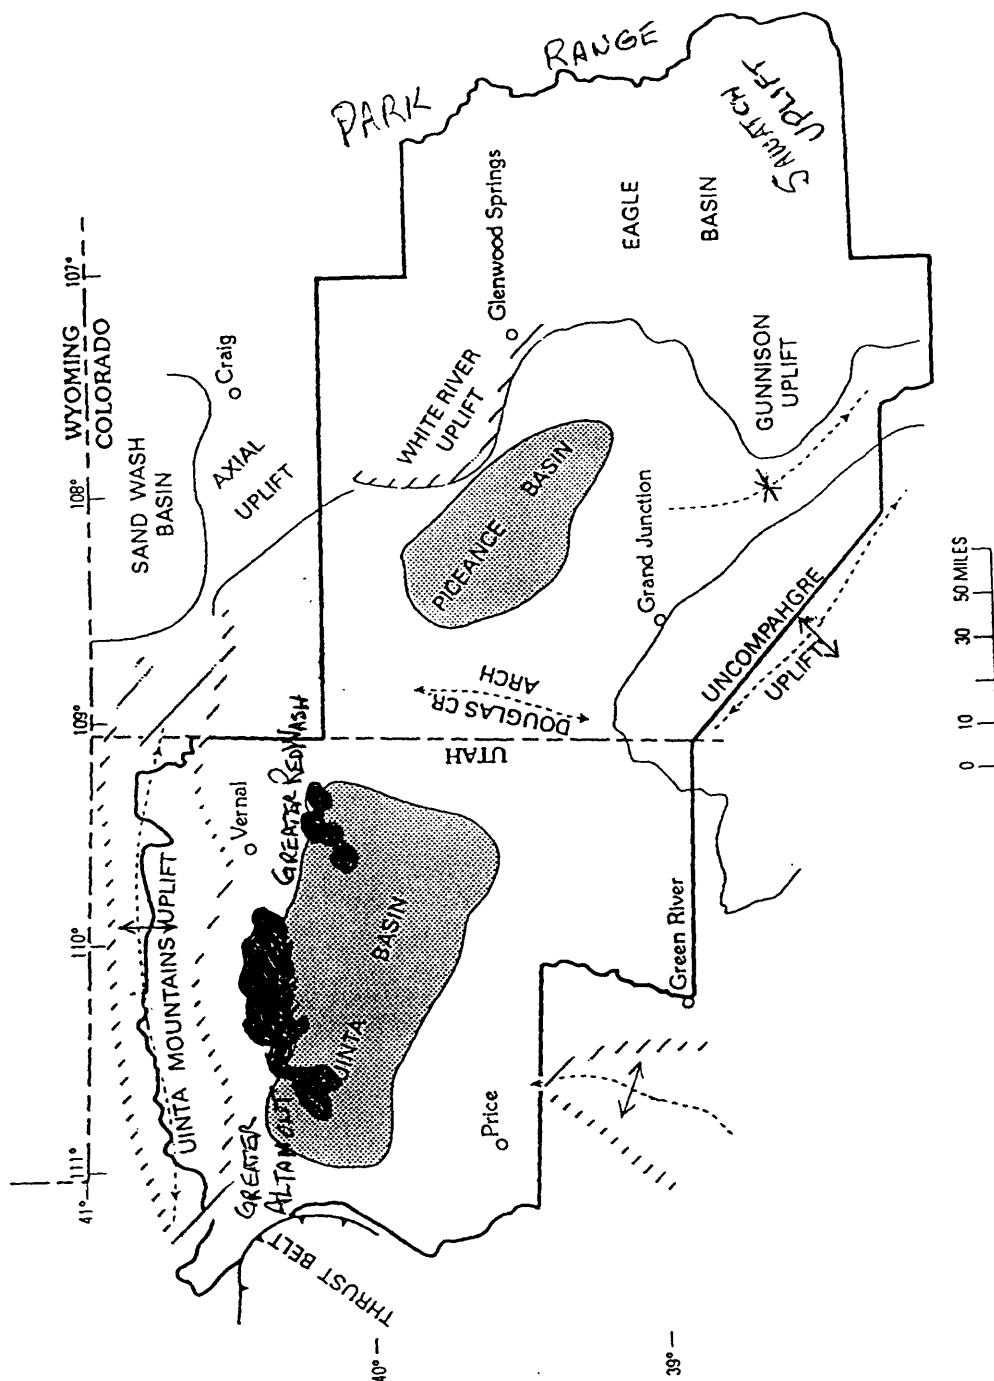 PARK RANGE
SAWATCH
UPLIFT
WYOMING
COLORADO
107°
108°
109°
110°
111°
41°
40°
39°
SAND WASH
BASIN
AXIAL
UPLIFT
Craig
WHITE RIVER
UPLIFT
Glenwood Springs
EAGLE
BASIN
GUNNISON
UPLIFT
PICEANCE BASIN
Grand Junction
DOUGLAS CR.
ARCH
UTAH
UNCOMPAHGRE
UPLIFT
UINTA MOUNTAINS UPLIFT
Vernal
GREATER RED WASH
UINTA BASIN
GREATER
ALTAMONT
Green River
Price
THRUST BELT
0 10 30 50 MILES